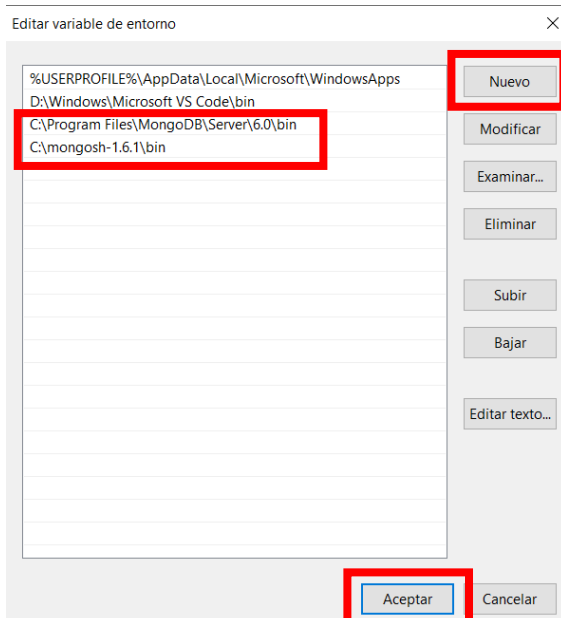 Editar variable de entorno
%USERPROFILE%\AppData\Local\Microsoft\WindowsApps
D:\Windows\Microsoft VS Code\bin
C:\Program Files\MongoDB\Server\6.0\bin
C:\mongosh-1.6.1\bin
Nuevo
Modificar
Examinar...
Eliminar
Subir
Bajar
Editar texto...
Aceptar
Cancelar